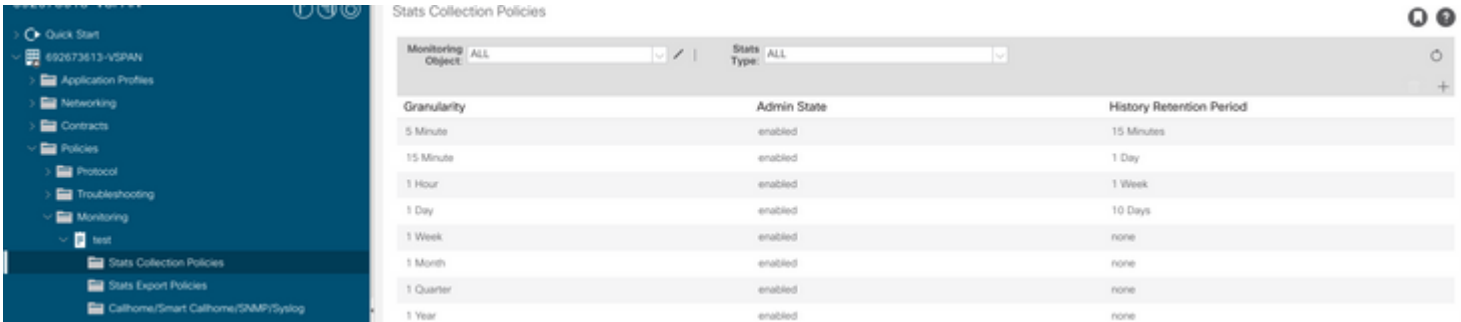 Quick Start
692673613-VSPAN
Application Profiles
Networking
Contracts
Policies
Protocol
Troubleshooting
Monitoring
test
Stats Collection Policies
Stats Export Policies
Callhome/Smart Callhome/SNMP/Syslog
Stats Collection Policies
Monitoring Object: ALL
Stats Type: ALL
Granularity Admin State History Retention Period
5 Minute enabled 15 Minutes
15 Minute enabled 1 Day
1 Hour enabled 1 Week
1 Day enabled 10 Days
1 Week enabled none
1 Month enabled none
1 Quarter enabled none
1 Year enabled none